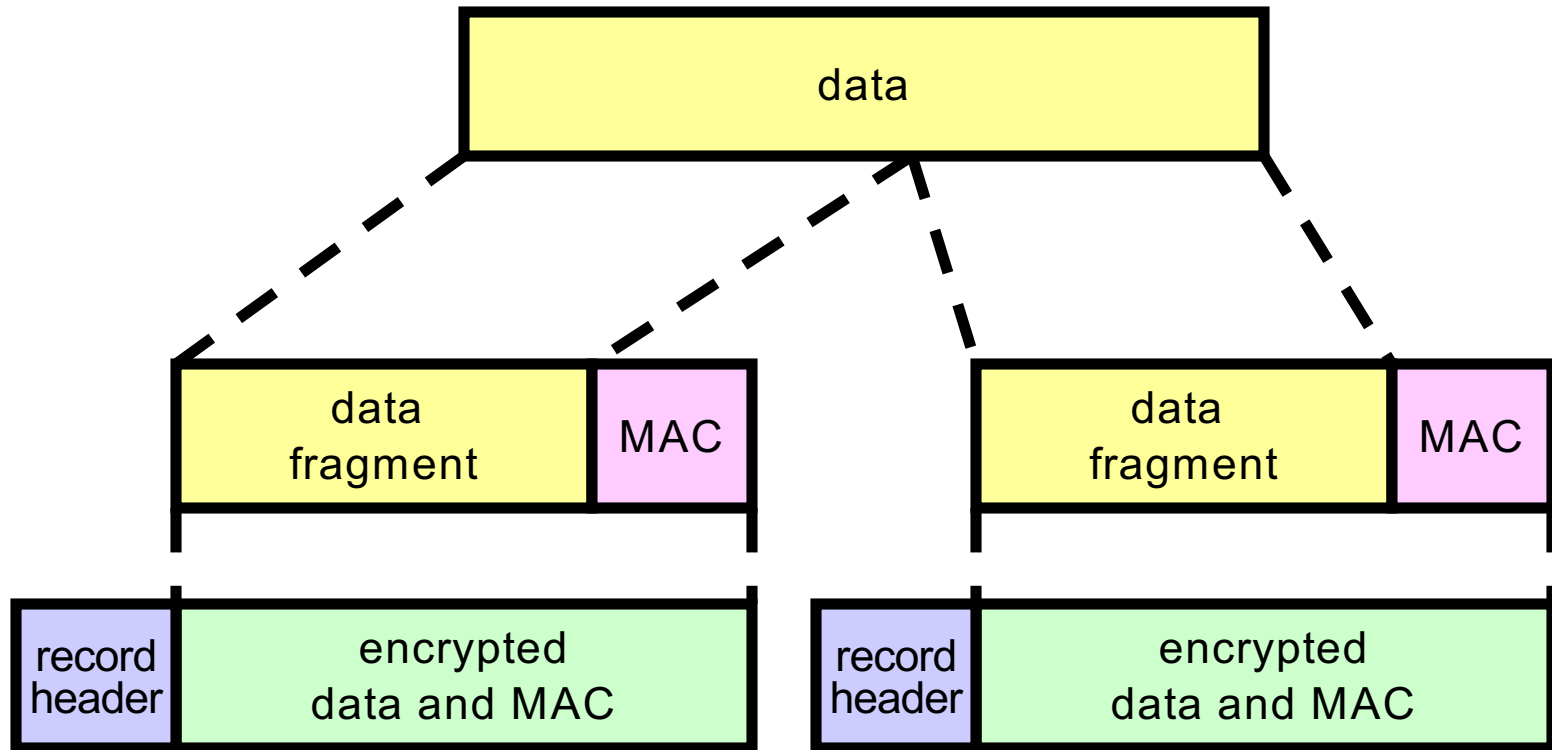 data
data
fragment
MAC
data
fragment
MAC
record
header
encrypted
data and MAC
record
header
encrypted
data and MAC